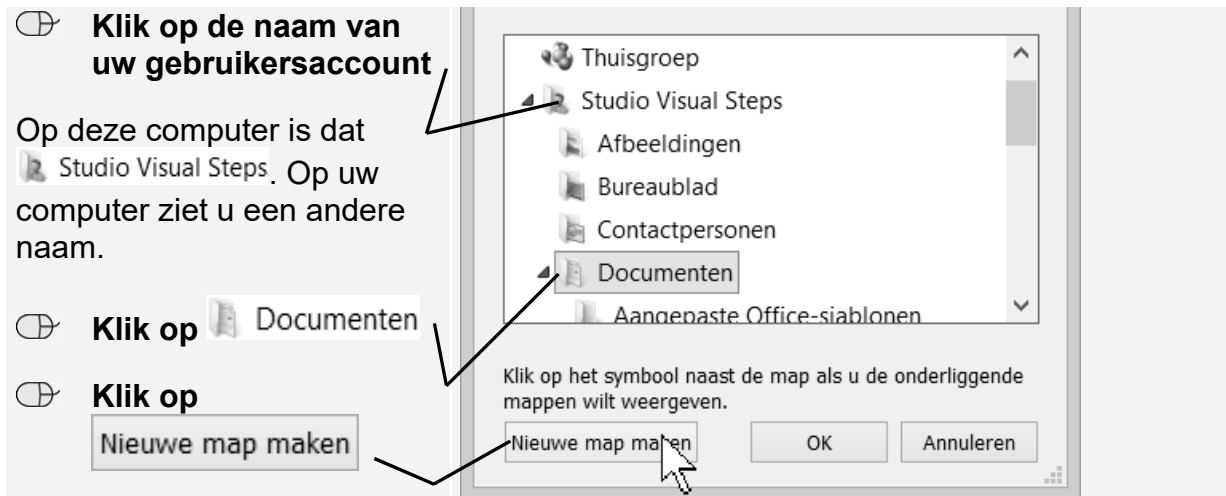 Klik op de naam van
uw gebruikersaccount
Op deze computer is dat
Studio Visual Steps. Op uw
computer ziet u een andere
naam.
Klik op Documenten
Klik op
Nieuwe map maken
Thuisgroep
Studio Visual Steps
Afbeeldingen
Bureaublad
Contactpersonen
Documenten
Aangepaste Office-sjablonen
Klik op het symbool naast de map als u de onderliggende
mappen wilt weergeven.
Nieuwe map maken
OK
Annuleren